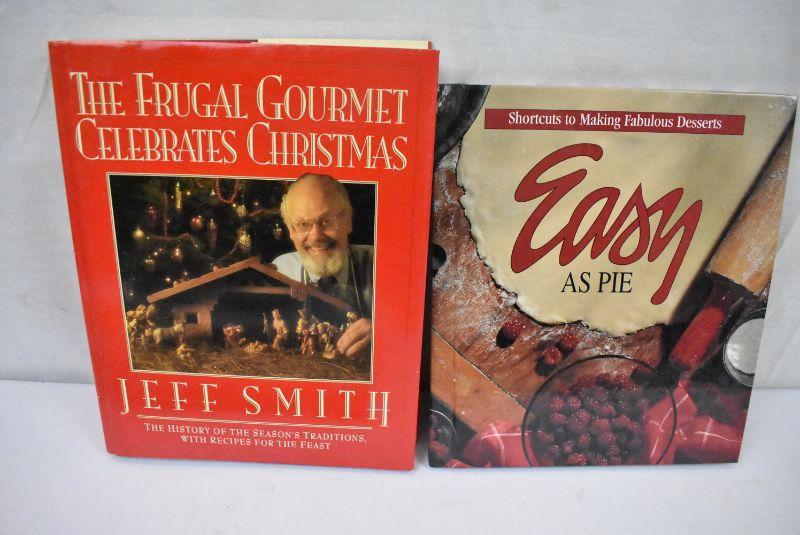 THE FRUGAL GOURMET
CELEBRATES CHRISTMAS
JEFF SMITH
THE HISTORY OF THE SEASON'S TRADITIONS,
WITH RECIPES FOR THE FEAST
Shortcuts to Making Fabulous Desserts
Easy
AS PIE